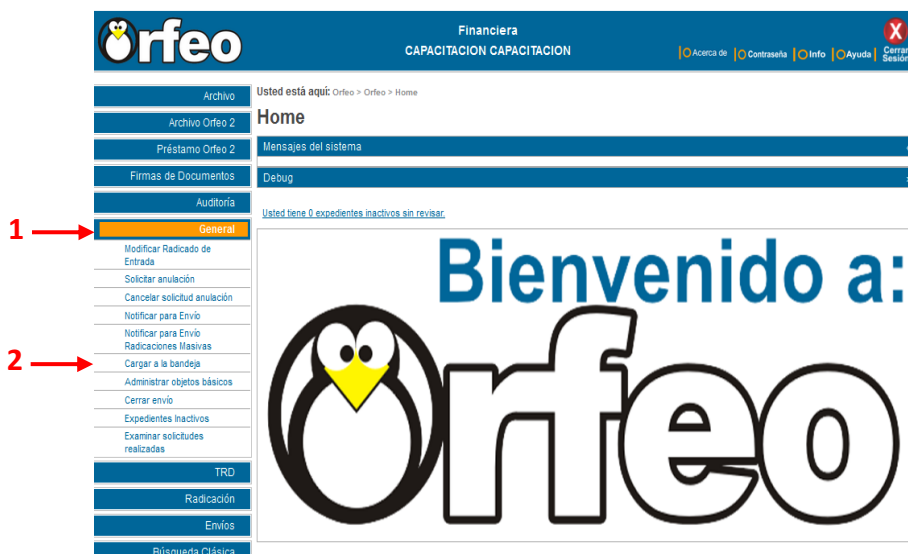 Orfeo
Financiera
CAPACITACION CAPACITACION
Acerca de
Contraseña
Info
Ayuda
X
Cerrar
Sesión
Usted está aquí: Orfeo > Orfeo > Home
Home
Mensajes del sistema
Debug
Usted tiene 0 expedientes inactivos sin revisar.
Archivo
Archivo Orfeo 2
Préstamo Orfeo 2
Firmas de Documentos
Auditoría
1
General
Modificar Radicado de
Entrada
Solicitar anulación
Cancelar solicitud anulación
Notificar para Envío
Notificar para Envío
Radicaciones Masivas
2
Cargar a la bandeja
Administrar objetos básicos
Cerrar envío
Expedientes Inactivos
Examinar solicitudes
realizadas
TRD
Radicación
Envíos
Búsqueda Clásica
Bienvenido a:
Orfeo